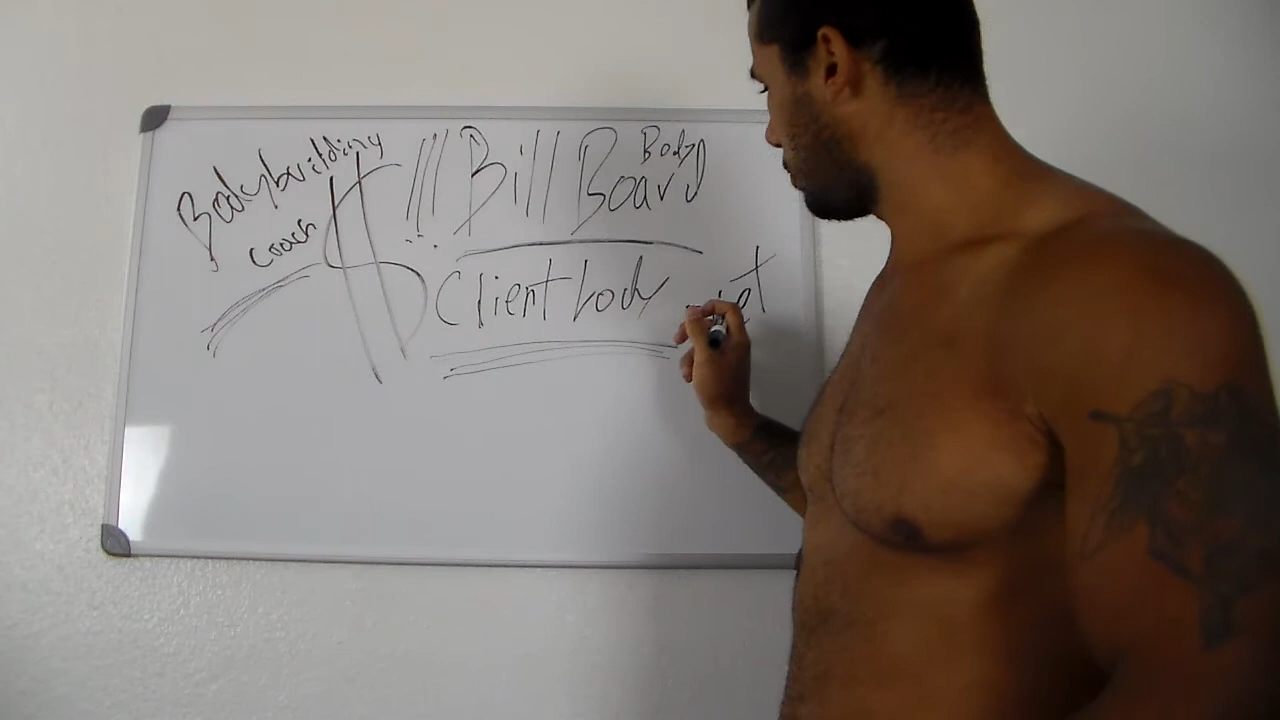 Bodybuilding
coach
$ !!! Bill Board
Body
Client body